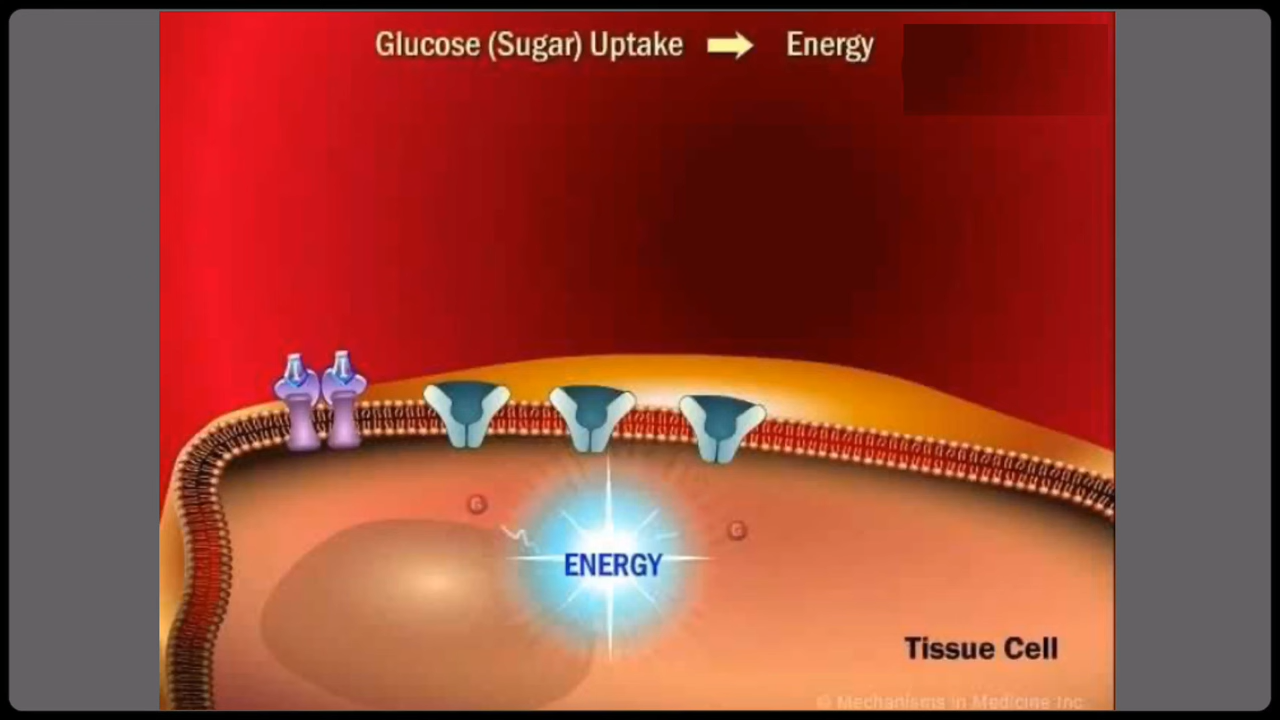 Glucose (Sugar) Uptake ➡ Energy
G
G
ENERGY
Tissue Cell
© Mechanisms in Medicine Inc